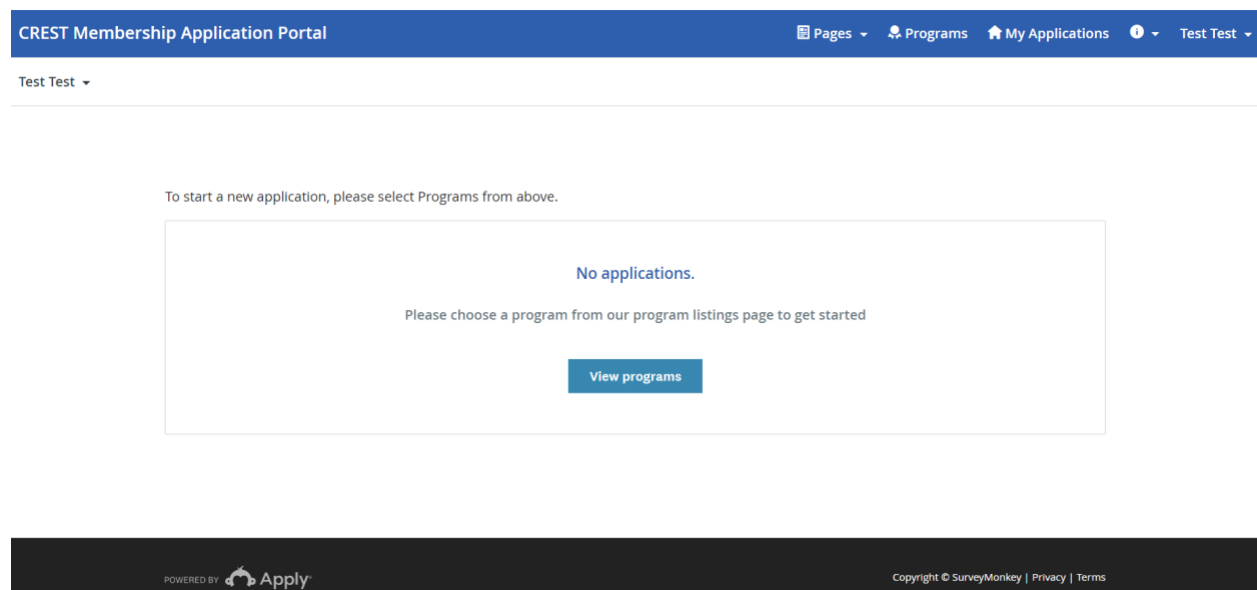 CREST Membership Application Portal
Pages Programs My Applications Test Test
Test Test
To start a new application, please select Programs from above.
No applications.
Please choose a program from our program listings page to get started
View programs
POWERED BY Apply
Copyright © SurveyMonkey | Privacy | Terms